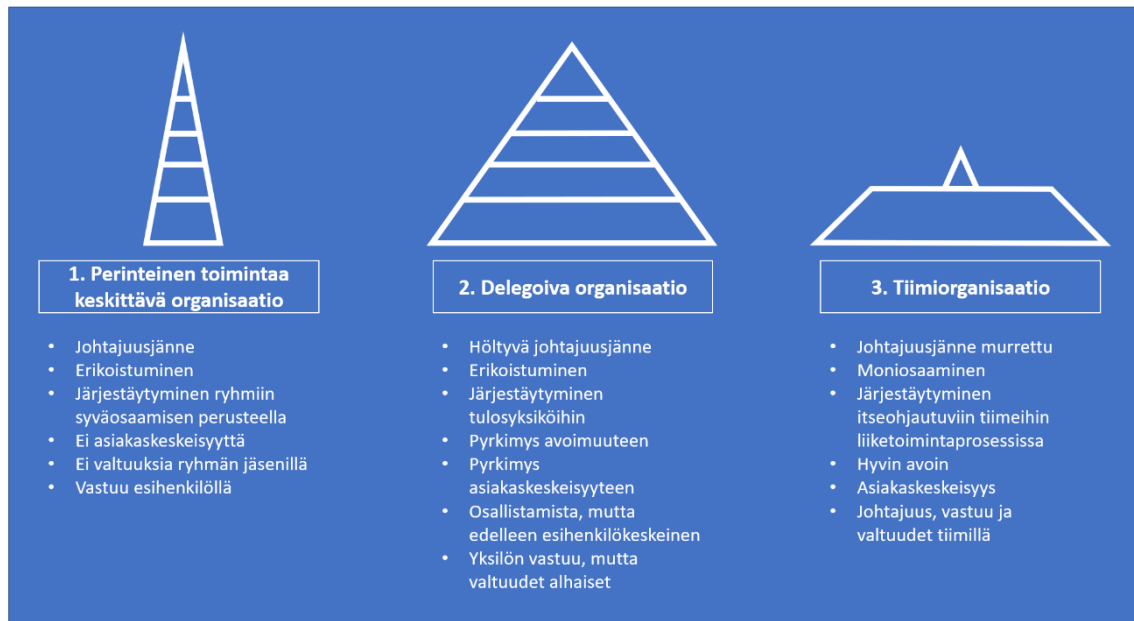 1. Perinteinen toimintaa
keskittävä organisaatio
• Johtajuusjänne
• Erikoistuminen
• Järjestäytyminen ryhmiin
syväosaamisen perusteella
• Ei asiakaskeskeisyyttä
• Ei valtuuksia ryhmän jäsenillä
• Vastuu esihenkilöllä
2. Delegoiva organisaatio
• Höltyvä johtajuusjänne
• Erikoistuminen
• Järjestäytyminen
tulosyksiköihin
• Pyrkimys avoimuuteen
• Pyrkimys
asiakaskeskeisyyteen
• Osallistamista, mutta
edelleen esihenkilökeskeinen
• Yksilön vastuu, mutta
valtuudet alhaiset
3. Tiimiorganisaatio
• Johtajuusjänne murrettu
• Moniosaaminen
• Järjestäytyminen
itseohjautuviin tiimeihin
liiketoimintaprosessissa
• Hyvin avoin
• Asiakaskeskeisyys
• Johtajuus, vastuu ja
valtuudet tiimillä